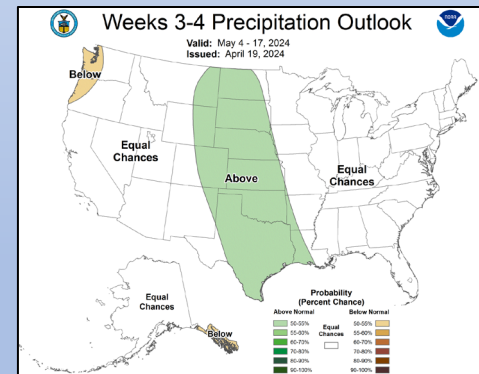 Weeks 3-4 Precipitation Outlook
Valid: May 4 - 17, 2024
Issued: April 19, 2024
Below
Equal
Chances
Above
Equal
Chances
Equal
Chances
Below
Probability
(Percent Chance)
Above Normal
Below Normal
Equal
Chances
50-55%
55-60%
60-70%
70-80%
80-90%
90-100%
50-55%
55-60%
60-70%
70-80%
80-90%
90-100%